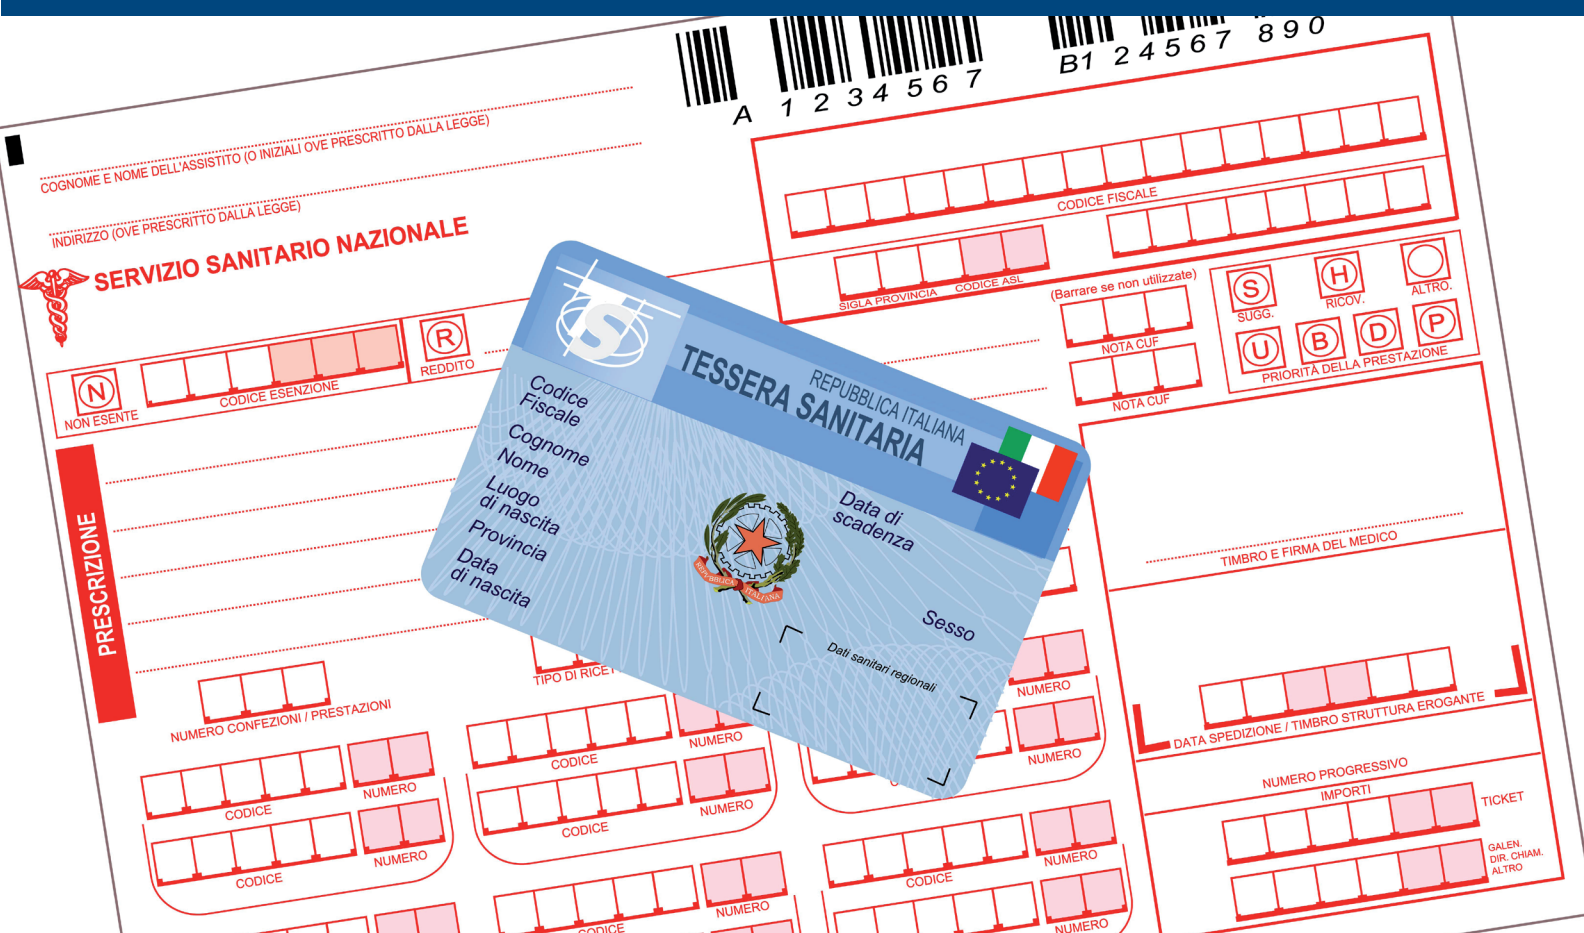 A 1 2 3 4 5 6 7
B1 2 4 5 6 7 8 9 0
COGNOME E NOME DELL'ASSISTITO (O INIZIALI OVE PRESCRITTO DALLA LEGGE)
INDIRIZZO (OVE PRESCRITTO DALLA LEGGE)
SERVIZIO SANITARIO NAZIONALE
CODICE FISCALE
SIGLA PROVINCIA
CODICE ASL
(Barrare se non utilizzate)
NOTA CUF
NOTA CUF
S
SUGG.
H
RICOV.
ALTRO.
U
B
D
P
PRIORITÀ DELLA PRESTAZIONE
N
NON ESENTE
CODICE ESENZIONE
R
REDDITO
TS
REPUBBLICA ITALIANA
TESSERA SANITARIA
Codice
Fiscale
Cognome
Nome
Luogo
di nascita
Provincia
Data
di nascita
Data di
scadenza
REPVBBLICA ITALIANA
Sesso
Dati sanitari regionali
PRESCRIZIONE
TIMBRO E FIRMA DEL MEDICO
NUMERO CONFEZIONI / PRESTAZIONI
TIPO DI
NUMERO
DATA SPEDIZIONE / TIMBRO STRUTTURA EROGANTE
CODICE
NUMERO
CODICE
NUMERO
NUMERO
CODICE
NUMERO
CODICE
NUMERO
CODICE
NUMERO
NUMERO PROGRESSIVO
IMPORTI
TICKET
GALEN.
DIR. CHIAM.
ALTRO
CODICE
NUMERO
CODICE
NUMERO